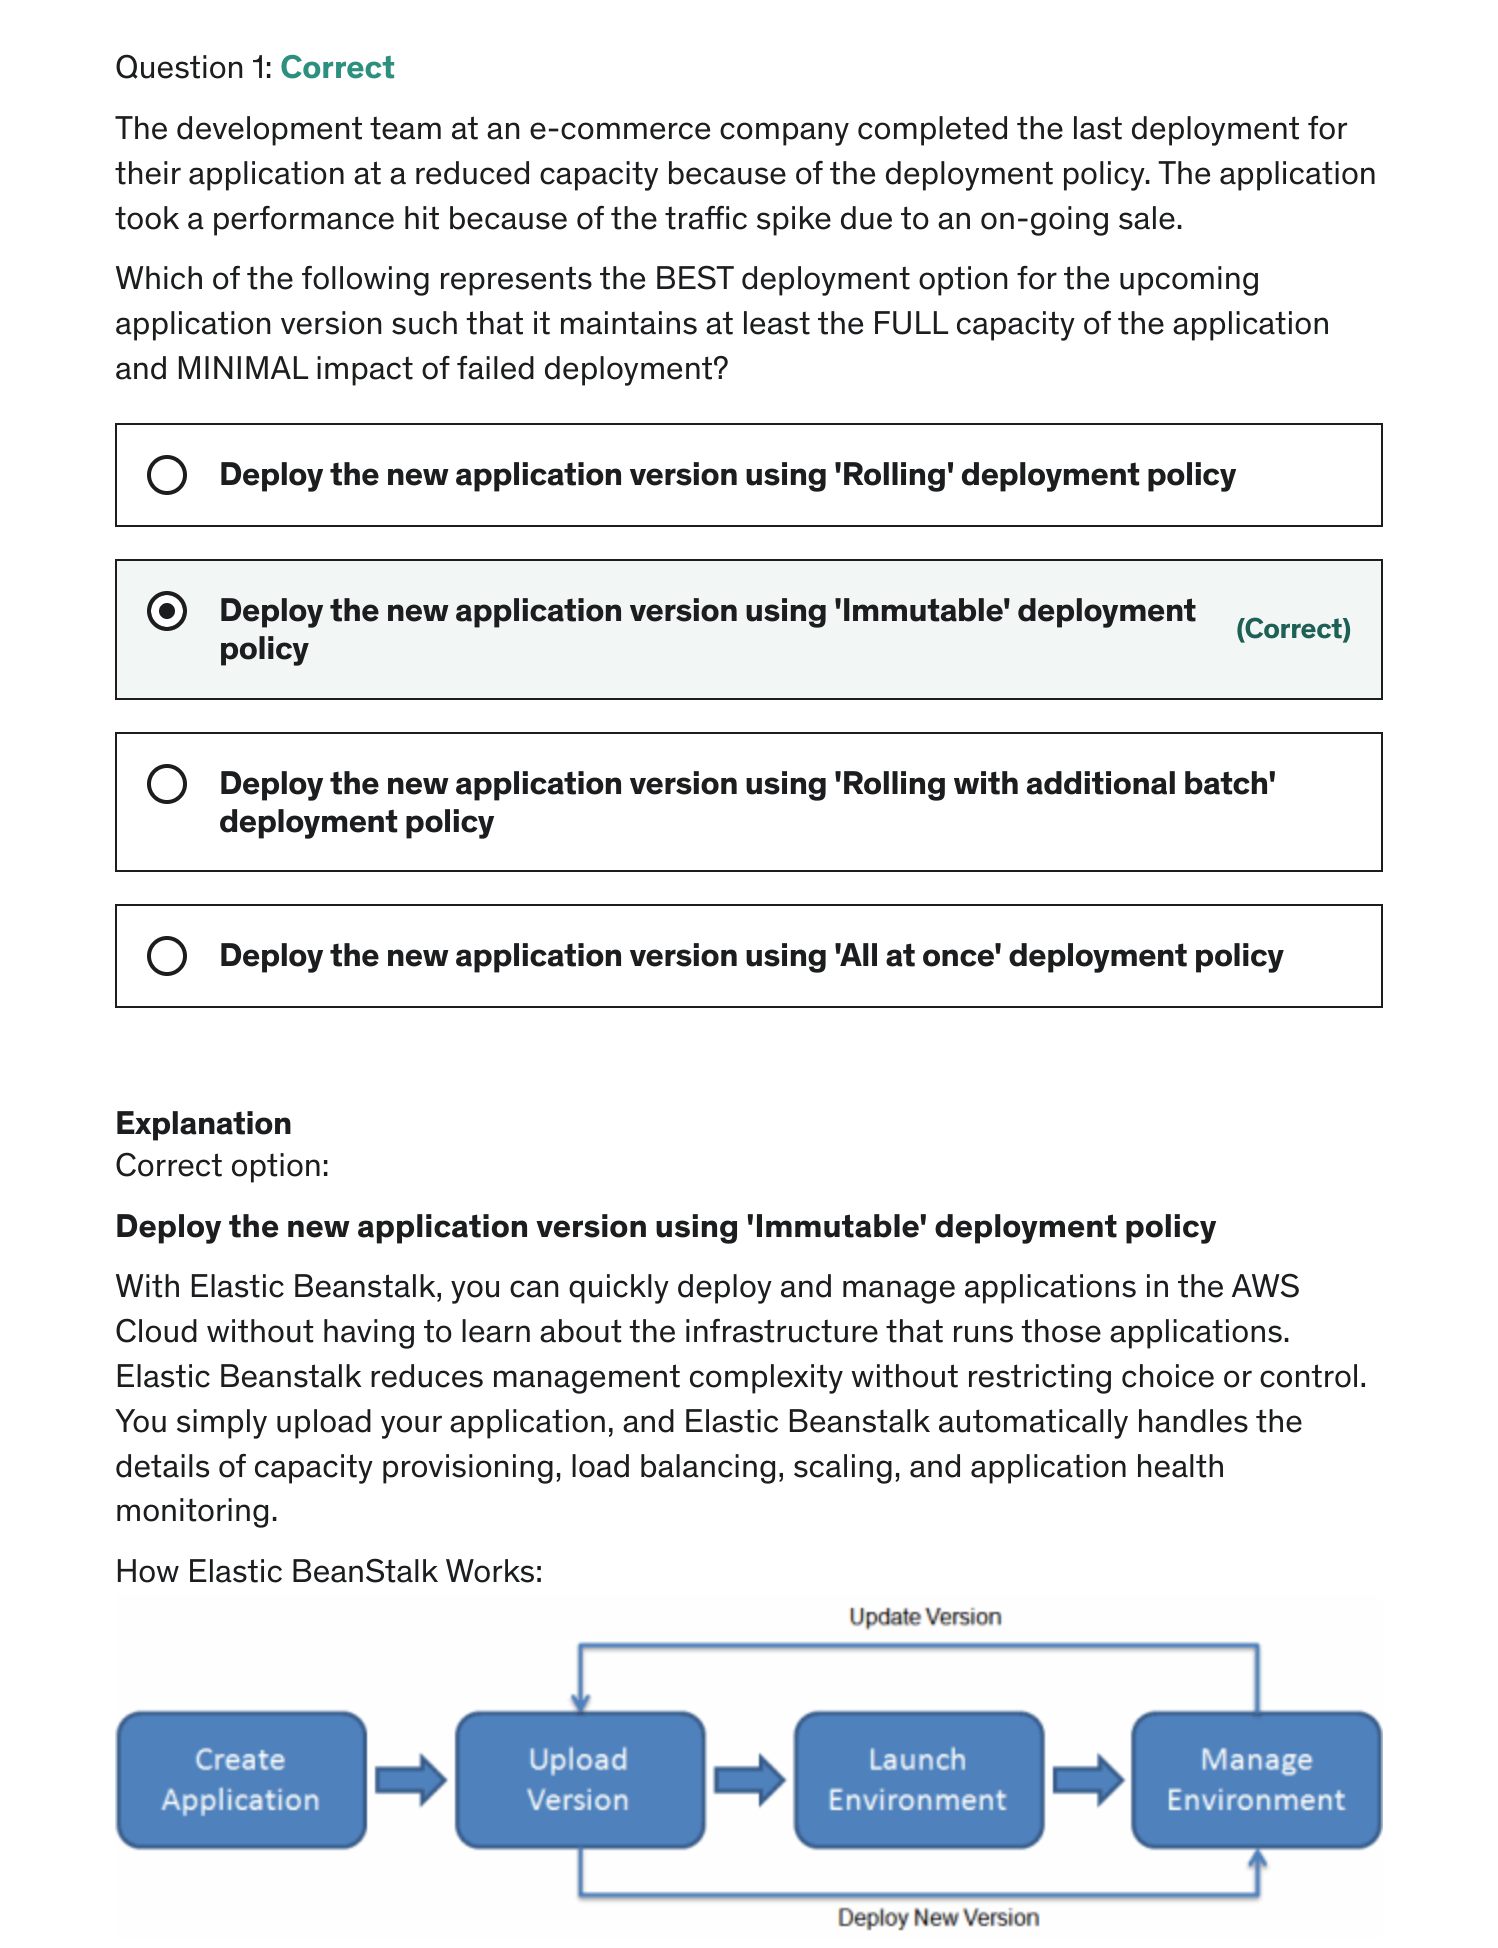 Question 1: Correct
The development team at an e-commerce company completed the last deployment for
their application at a reduced capacity because of the deployment policy. The application
took a performance hit because of the traffic spike due to an on-going sale.
Which of the following represents the BEST deployment option for the upcoming
application version such that it maintains at least the FULL capacity of the application
and MINIMAL impact of failed deployment?
Deploy the new application version using 'Rolling' deployment policy
Deploy the new application version using 'Immutable' deployment
policy
(Correct)
Deploy the new application version using 'Rolling with additional batch'
deployment policy
Deploy the new application version using 'All at once' deployment policy
Explanation
Correct option:
Deploy the new application version using 'Immutable' deployment policy
With Elastic Beanstalk, you can quickly deploy and manage applications in the AWS
Cloud without having to learn about the infrastructure that runs those applications.
Elastic Beanstalk reduces management complexity without restricting choice or control.
You simply upload your application, and Elastic Beanstalk automatically handles the
details of capacity provisioning, load balancing, scaling, and application health
monitoring.
How Elastic BeanStalk Works:
Update Version
Create
Application
Upload
Version
Launch
Environment
Manage
Environment
Deploy New Version